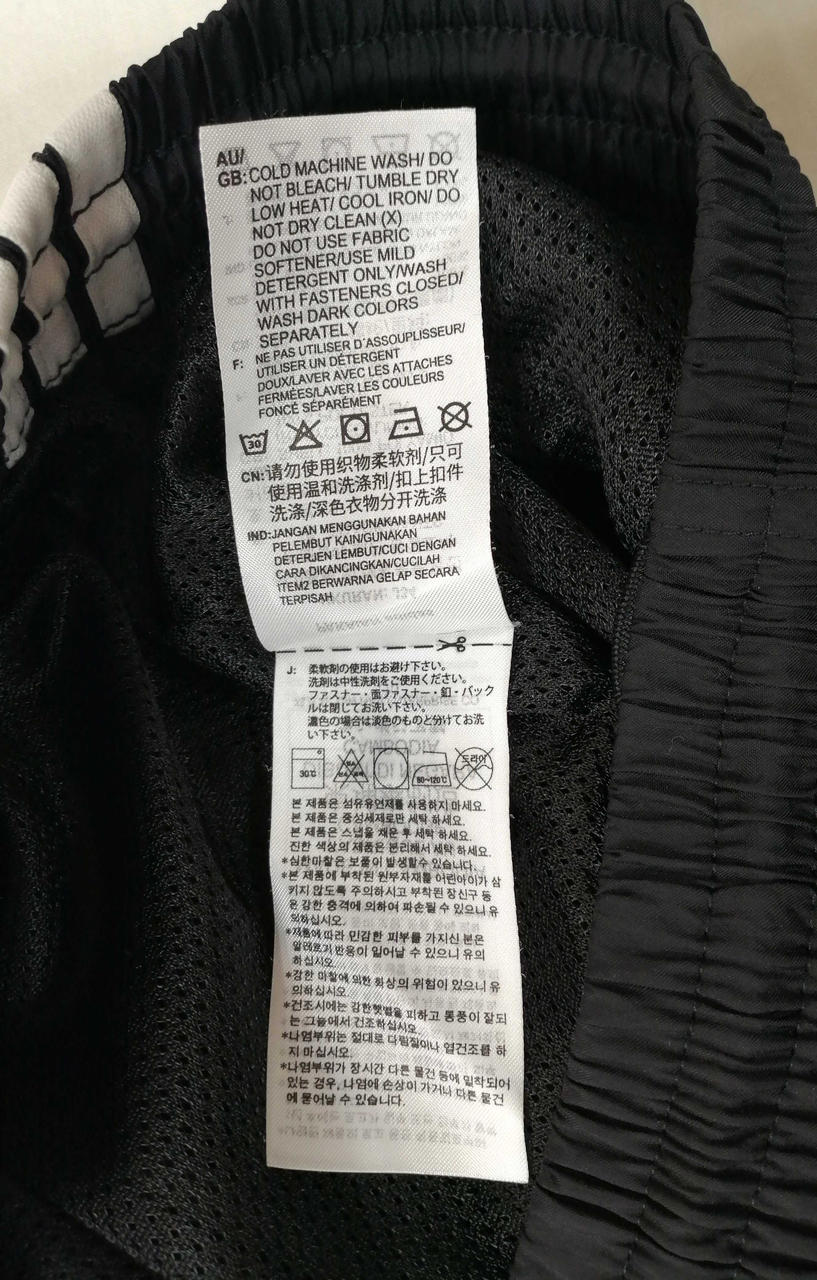 AU/
GB: COLD MACHINE WASH/ DO
NOT BLEACH/ TUMBLE DRY
LOW HEAT/ COOL IRON/ DO
NOT DRY CLEAN (X)
DO NOT USE FABRIC
SOFTENER/USE MILD
DETERGENT ONLY/WASH
WITH FASTENERS CLOSED/
WASH DARK COLORS
SEPARATELY
F: NE PAS UTILISER D'ASSOUPLISSEUR/
UTILISER UN DÉTERGENT
DOUX/LAVER AVEC LES ATTACHES
FERMÉES/LAVER LES COULEURS
FONCÉ SÉPARÉMENT
30
CN: 请勿使用织物柔软剂/只可
使用温和洗涤剂/扣上扣件
洗涤/深色衣物分开洗涤
IND: JANGAN MENGGUNAKAN BAHAN
PELEMBUT KAIN/GUNAKAN
DETERJEN LEMBUT/CUCI DENGAN
CARA DIKANCINGKAN/CUCILAH
ITEM2 BERWARNA GELAP SECARA
TERPISAH
J: 柔軟剤の使用はお避け下さい。
洗剤は中性洗剤をご使用ください。
ファスナー・面ファスナー・釦・バック
ルは閉じてお洗い下さい。
濃色の場合は淡色のものと分けてお洗
い下さい。
30℃ 80~120℃ 드라이
본 제품은 섬유유연제를 사용하지 마세요.
본 제품은 중성세제로만 세탁 하세요.
본 제품은 스냅을 채운 후 세탁 하세요.
진한 색상의 제품은 분리해서 세탁 하세요.
*심한마찰은 보풀이 발생할수 있습니다.
*본 제품에 부착된 원부자재를 어린아이가 삼
키지 않도록 주의하시고 부착된 장신구 등
은 강한 충격에 의하여 파손될 수 있으니 유
의하십시오.
*제품에 따라 민감한 피부를 가지신 분은
알레르기 반응이 일어날 수 있으니 유의
하십시오.
*강한 마찰에 의한 화상의 위험이 있으니 유
의하십시오.
*건조시에는 강한햇볕을 피하고 통풍이 잘되
는 그늘에서 건조하십시오.
*나염부위는 절대로 다림질이나 열건조를 하
지 마십시오.
*나염부위가 장시간 다른 물건 등에 밀착되어
있는 경우, 나염에 손상이 가거나 다른 물건
에 묻어날 수 있습니다.